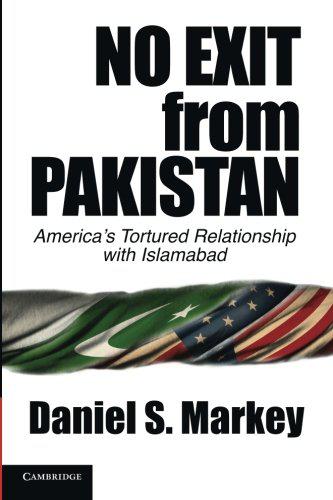 NO EXIT
from
PAKISTAN
America's Tortured Relationship
with Islamabad
Daniel S. Markey
CAMBRIDGE